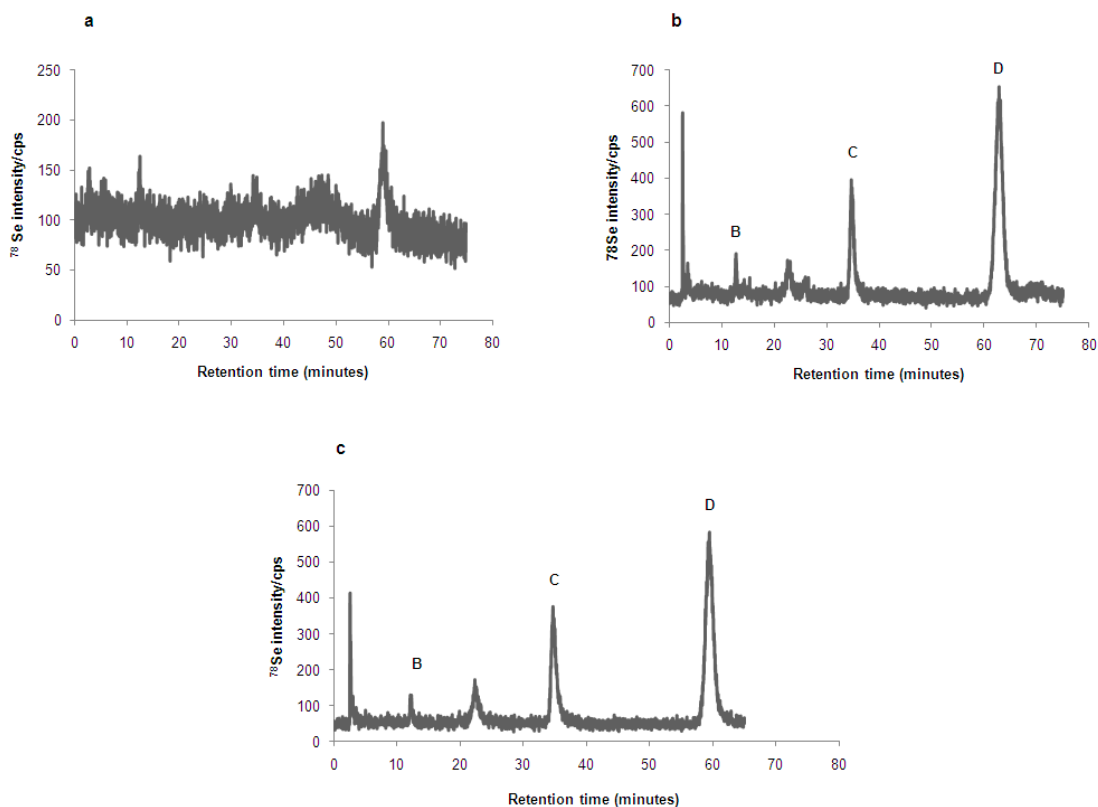 a
250
200
150
100
50
0
0 10 20 30 40 50 60 70 80
⁷⁸ Se intensity/cps
Retention time (minutes)
b
700
600
500
400
300
200
100
0
0 10 20 30 40 50 60 70 80
78Se intensity/cps
B
C
D
Retention time (minutes)
c
700
600
500
400
300
200
100
0
0 10 20 30 40 50 60 70 80
⁷⁸Se intensity/cps
B
C
D
Retention time (minutes)